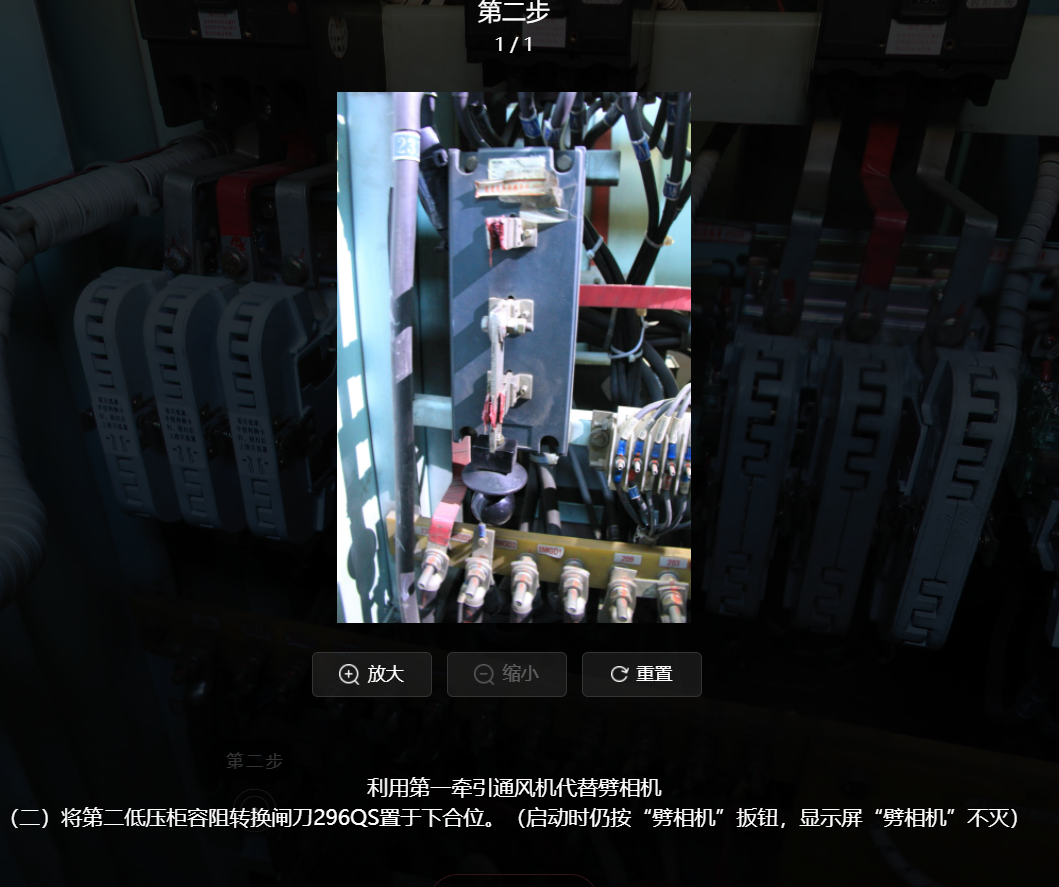 第二步
1 / 1
23
放大
缩小
重置
第二步
利用第一牵引通风机代替劈相机
（二）将第二低压柜容阻转换闸刀296QS置于下合位。（启动时仍按“劈相机”扳钮，显示屏“劈相机”不灭）